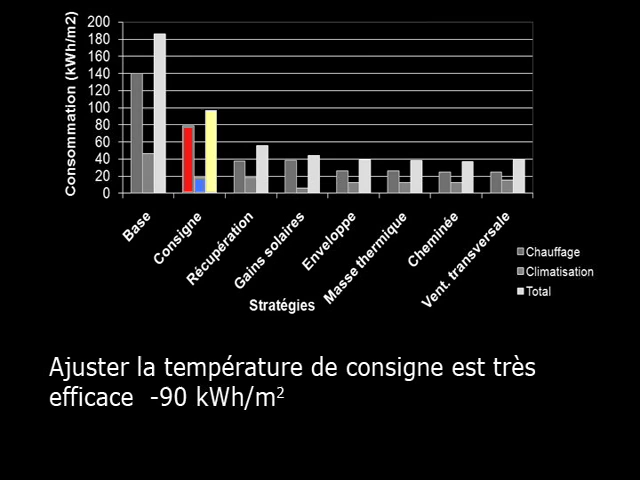 Consommation (kWh/m2)
200
180
160
140
120
100
80
60
40
20
0
Base
Consigne
Récupération
Gains solaires
Enveloppe
Masse thermique
Cheminée
Vent. transversale
Stratégies
Chauffage
Climatisation
Total
Ajuster la température de consigne est très
efficace -90 kWh/m²